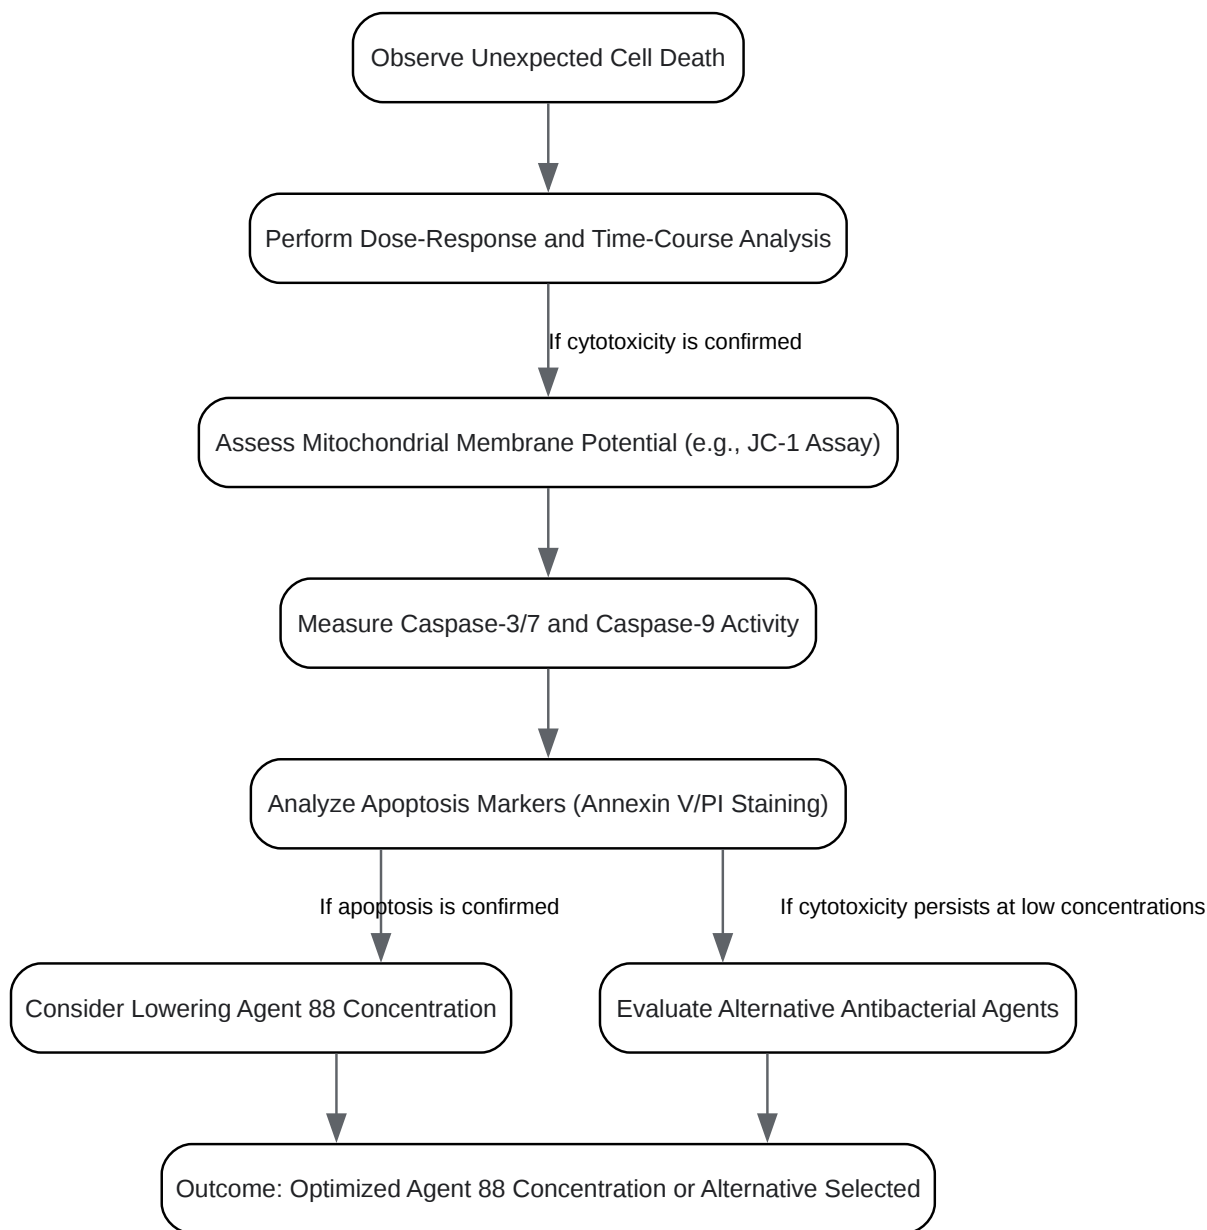 Observe Unexpected Cell Death
Perform Dose-Response and Time-Course Analysis
If cytotoxicity is confirmed
Assess Mitochondrial Membrane Potential (e.g., JC-1 Assay)
Measure Caspase-3/7 and Caspase-9 Activity
Analyze Apoptosis Markers (Annexin V/PI Staining)
If apoptosis is confirmed
If cytotoxicity persists at low concentrations
Consider Lowering Agent 88 Concentration
Evaluate Alternative Antibacterial Agents
Outcome: Optimized Agent 88 Concentration or Alternative Selected